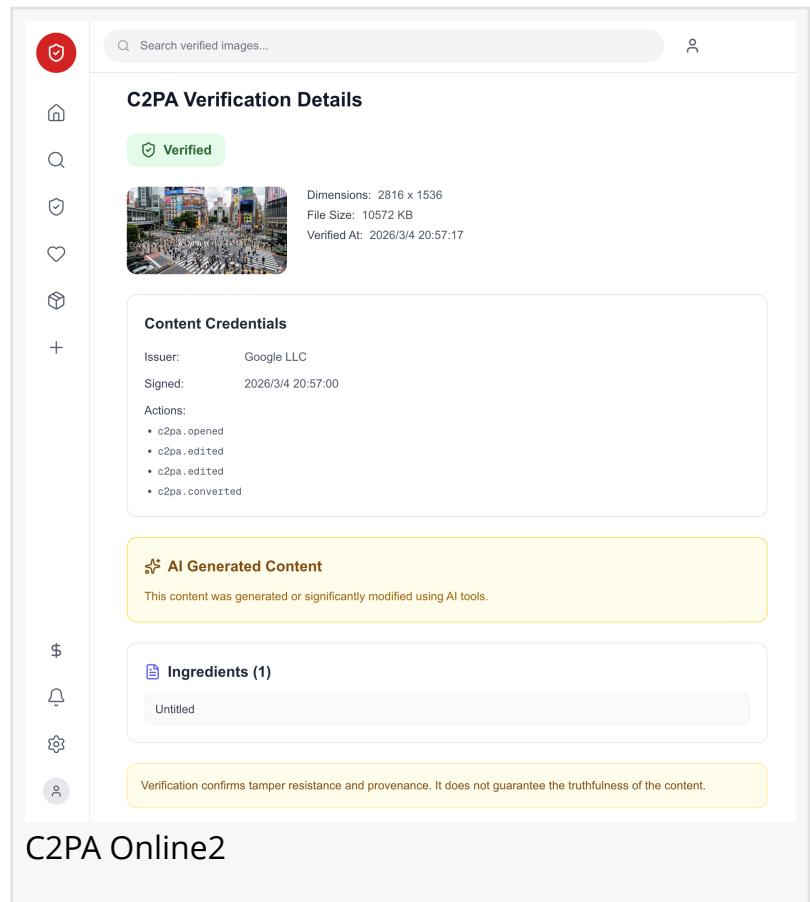 Search verified images...
C2PA Verification Details
Verified
Dimensions: 2816 x 1536
File Size: 10572 KB
Verified At: 2026/3/4 20:57:17
Content Credentials
Issuer: Google LLC
Signed: 2026/3/4 20:57:00
Actions:
• c2pa.opened
• c2pa.edited
• c2pa.edited
• c2pa.converted
AI Generated Content
This content was generated or significantly modified using AI tools.
Ingredients (1)
Untitled
Verification confirms tamper resistance and provenance. It does not guarantee the truthfulness of the content.
C2PA Online2